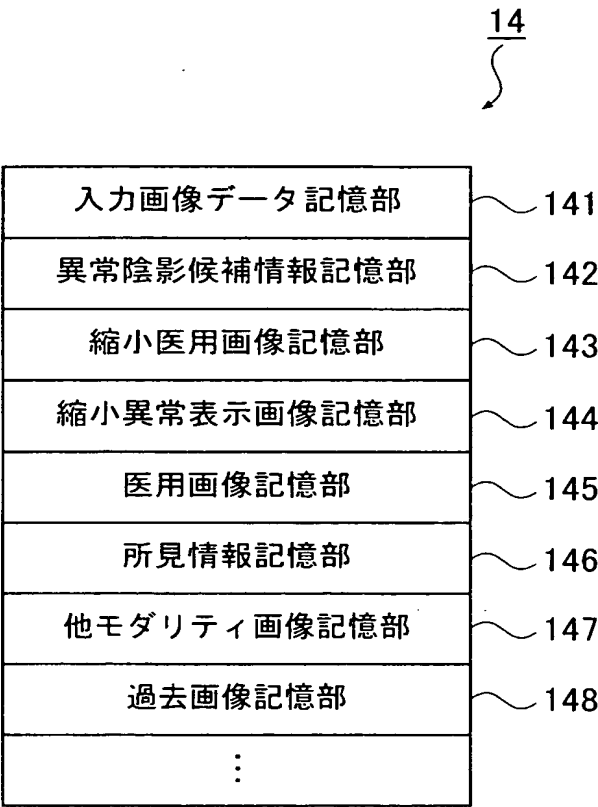 14
入力画像データ記憶部 141
異常陰影候補情報記憶部 142
縮小医用画像記憶部 143
縮小異常表示画像記憶部 144
医用画像記憶部 145
所見情報記憶部 146
他モダリティ画像記憶部 147
過去画像記憶部 148
⋮